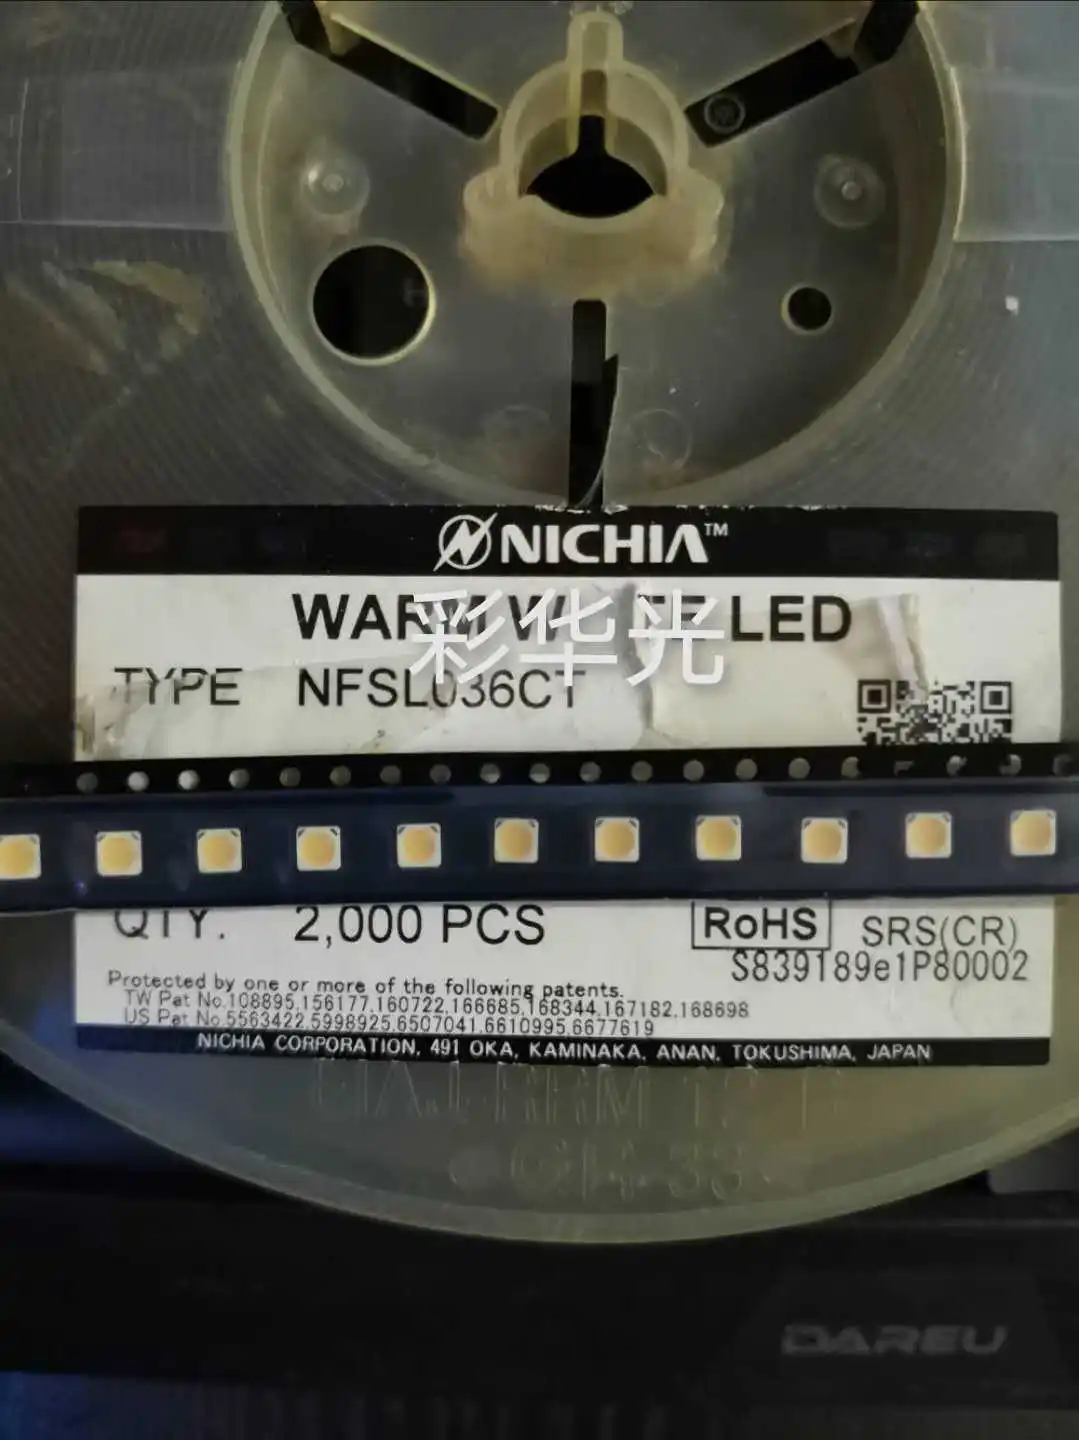 NICHIA™
WARM W TE LED
彩华光
TYPE NFSL036CT
QTY. 2,000 PCS
RoHS
SRS(CR)
S839189e1P80002
Protected by one or more of the following patents.
TW Pat No.108895,156177,160722,166685,168344,167182,168698
US Pat No.5563422,5998925,6507041,6610995,6677619
NICHIA CORPORATION, 491 OKA, KAMINAKA, ANAN, TOKUSHIMA, JAPAN
DAREU